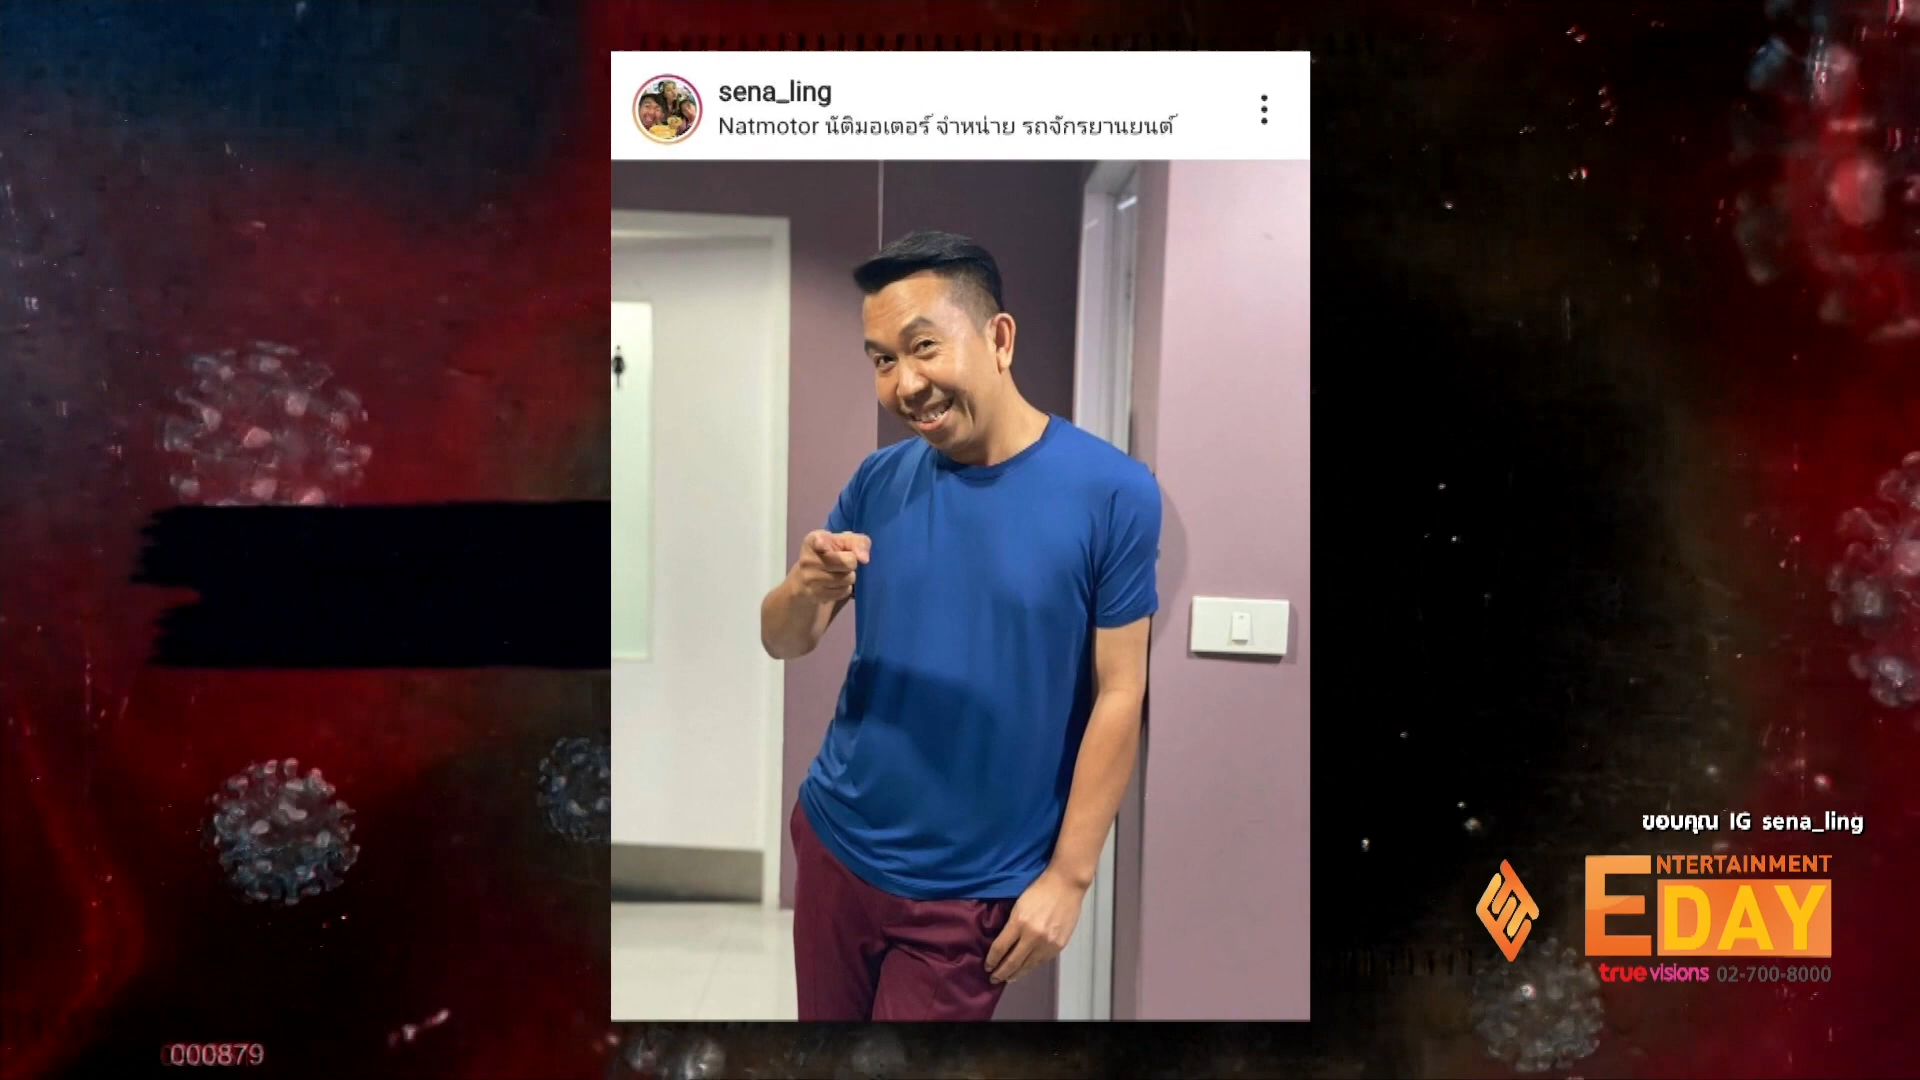 sena_ling
Natmotor นัติมอเตอร์ จำหน่าย รถจักรยานยนต์
ขอบคุณ IG sena_ling
ENTERTAINMENT
DAY
truevisions 02-700-8000
000879